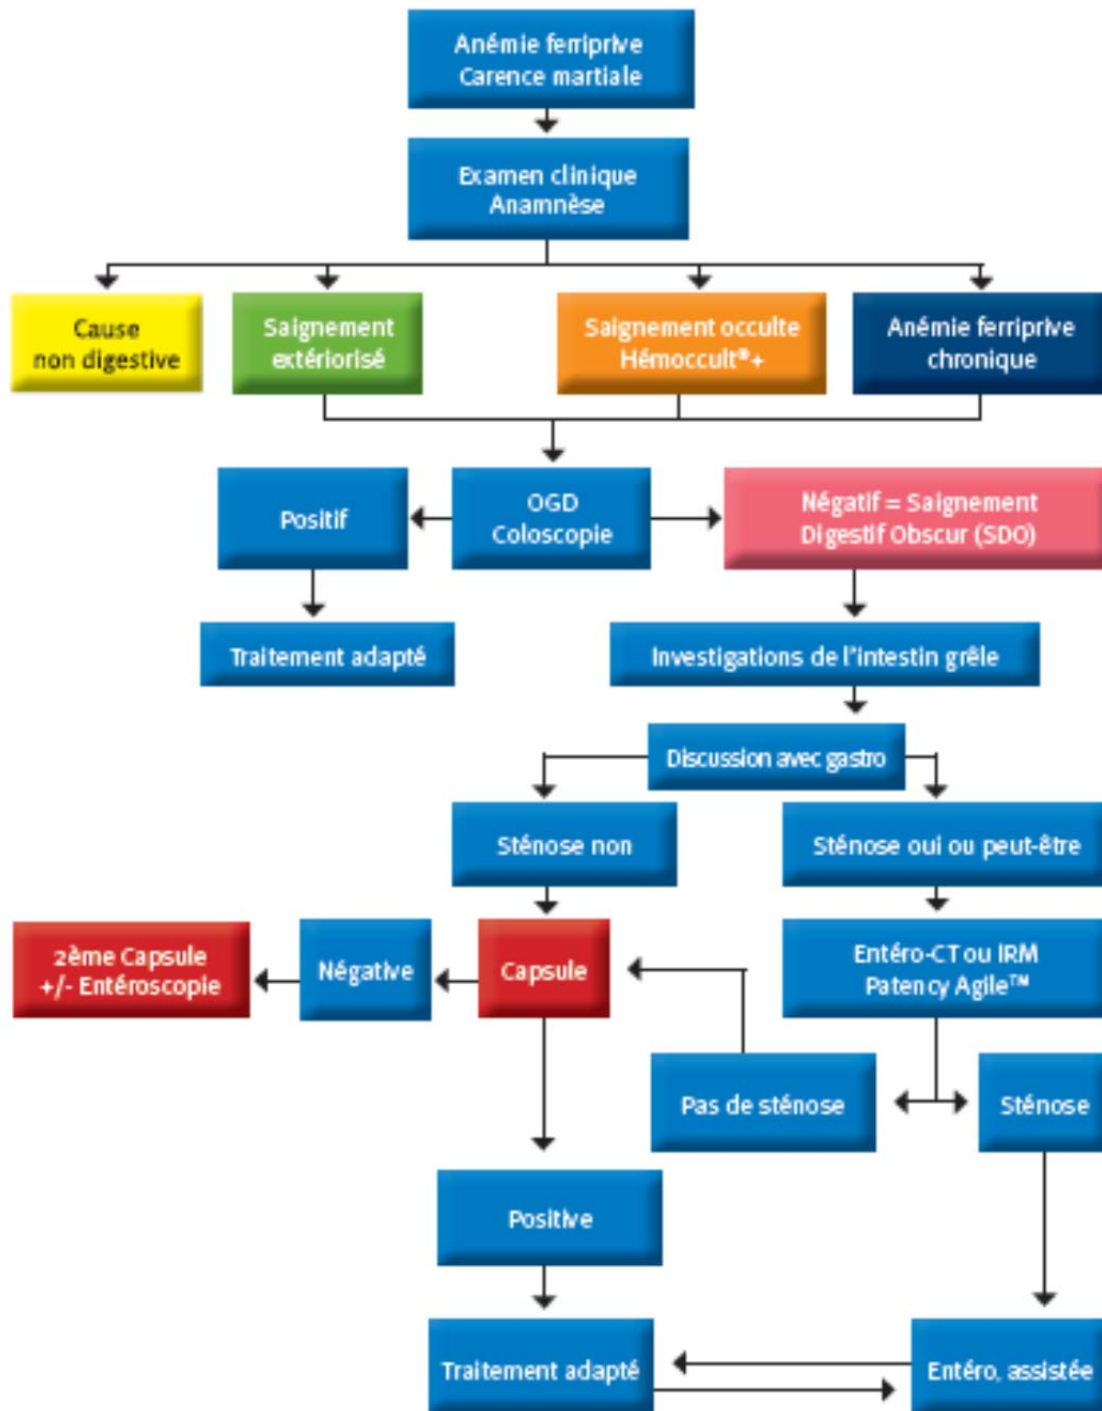 Anémie ferriprive
Carence martiale
Examen clinique
Anamnèse
Cause
non digestive
Saignement
extériorisé
Saignement occulte
Hémoccult®+
Anémie ferriprive
chronique
Positif
OGD
Coloscopie
Négatif = Saignement
Digestif Obscur (SDO)
Traitement adapté
Investigations de l'intestin grêle
Discussion avec gastro
Sténose non
Sténose oui ou peut-être
2ème Capsule
+/- Entéroscopie
Négative
Capsule
Entéro-CT ou IRM
Patency Agile™
Pas de sténose
Sténose
Positive
Traitement adapté
Entéro, assistée